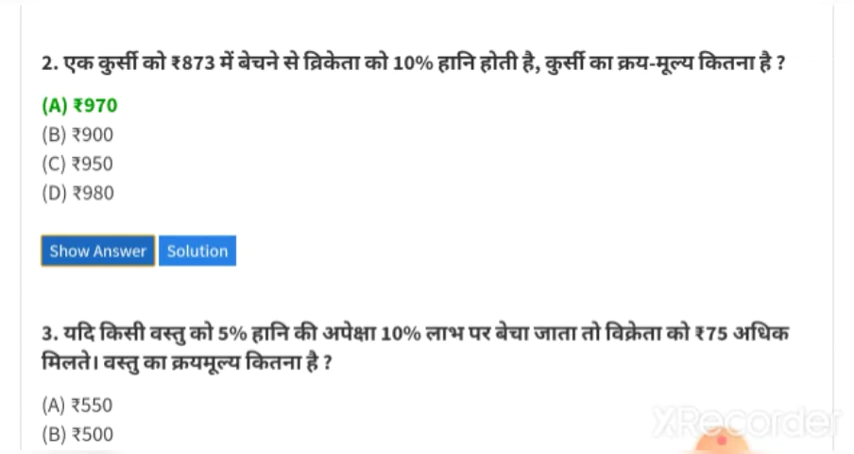 2. एक कुर्सी को ₹873 में बेचने से व्रिकेता को 10% हानि होती है, कुर्सी का क्रय-मूल्य कितना है ?
(A) ₹970
(B) ₹900
(C) ₹950
(D) ₹980
Show Answer Solution
3. यदि किसी वस्तु को 5% हानि की अपेक्षा 10% लाभ पर बेचा जाता तो विक्रेता को ₹75 अधिक
मिलते। वस्तु का क्रयमूल्य कितना है ?
(A) ₹550
(B) ₹500
XRecorder